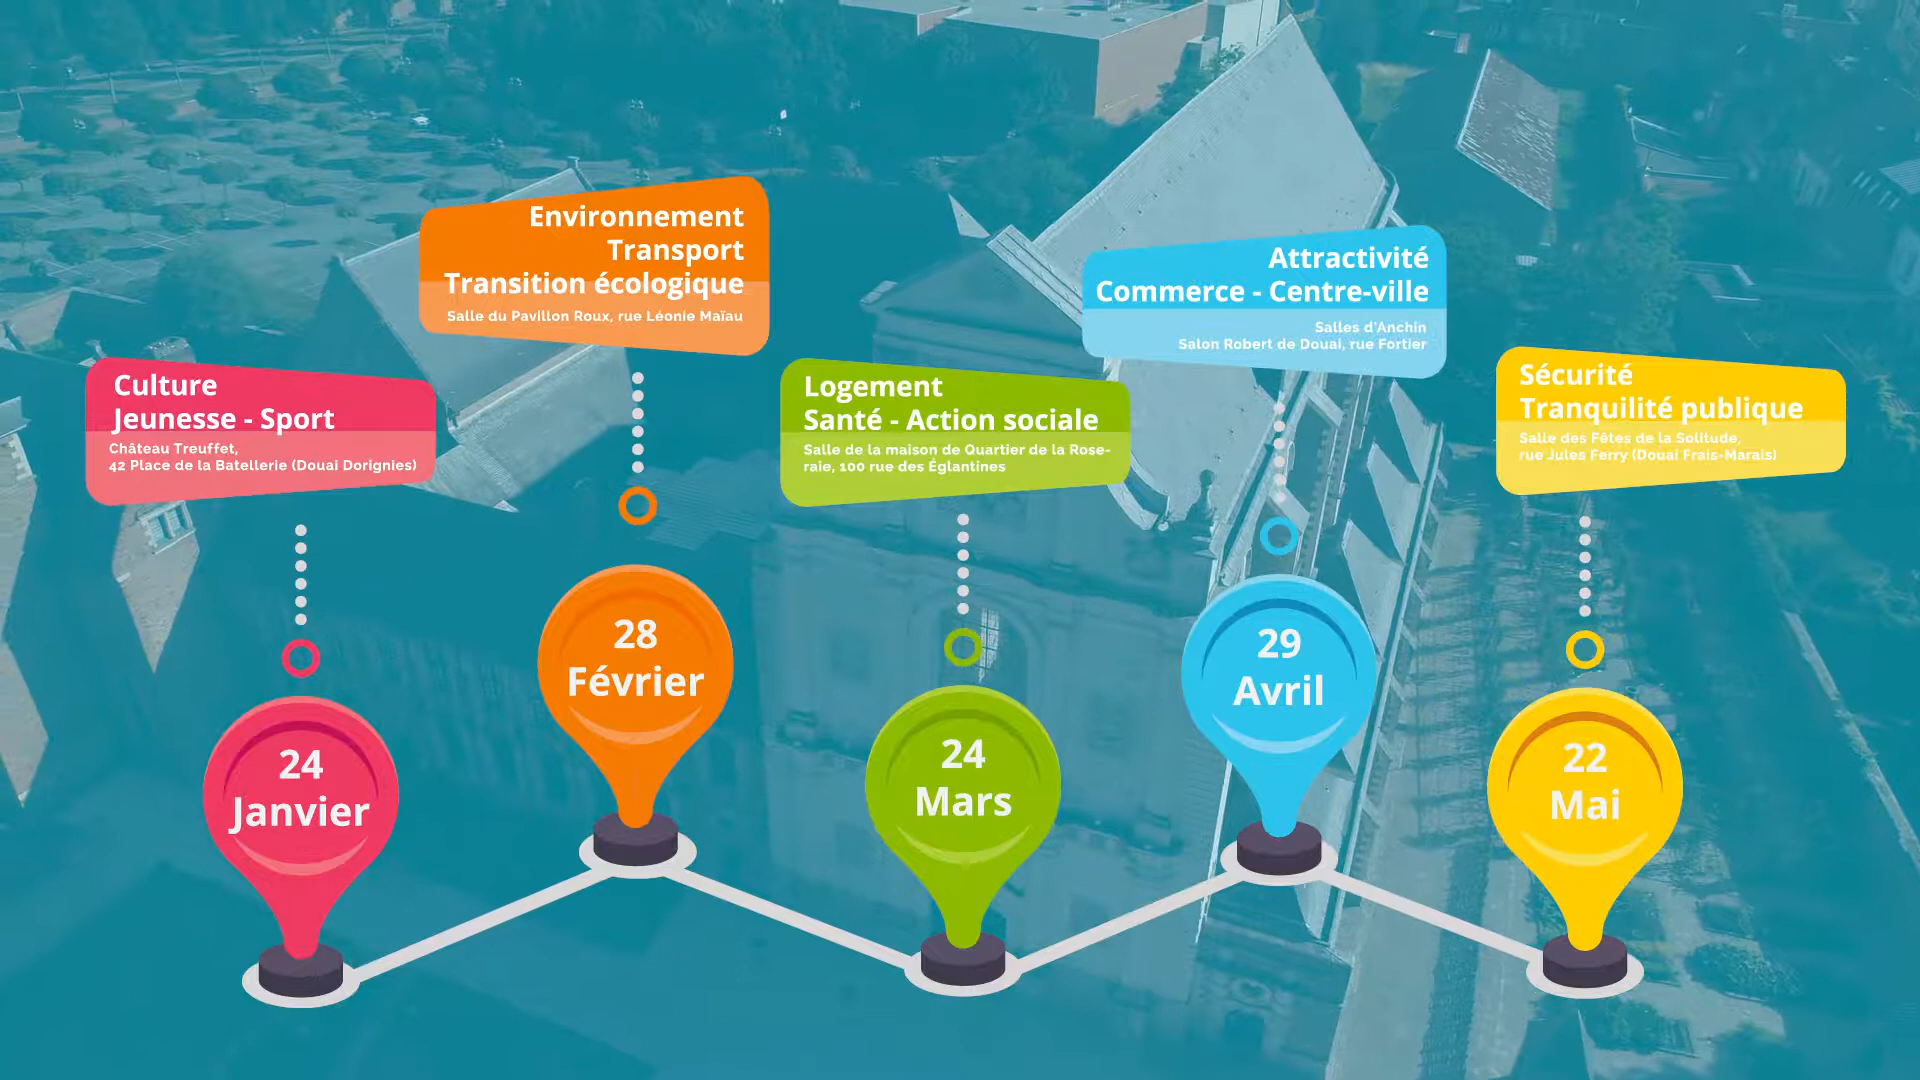 Culture
Jeunesse - Sport
Château Treuffet,
42 Place de la Batellerie (Douai Dorignies)
24
Janvier
Environnement
Transport
Transition écologique
Salle du Pavillon Roux, rue Léonie Maïau
28
Février
Logement
Santé - Action sociale
Salle de la maison de Quartier de la Rose-
raie, 100 rue des Églantines
24
Mars
Attractivité
Commerce - Centre-ville
Salles d'Anchin
Salon Robert de Douai, rue Fortier
29
Avril
Sécurité
Tranquilité publique
Salle des Fêtes de la Solitude,
rue Jules Ferry (Douai Frais-Marais)
22
Mai